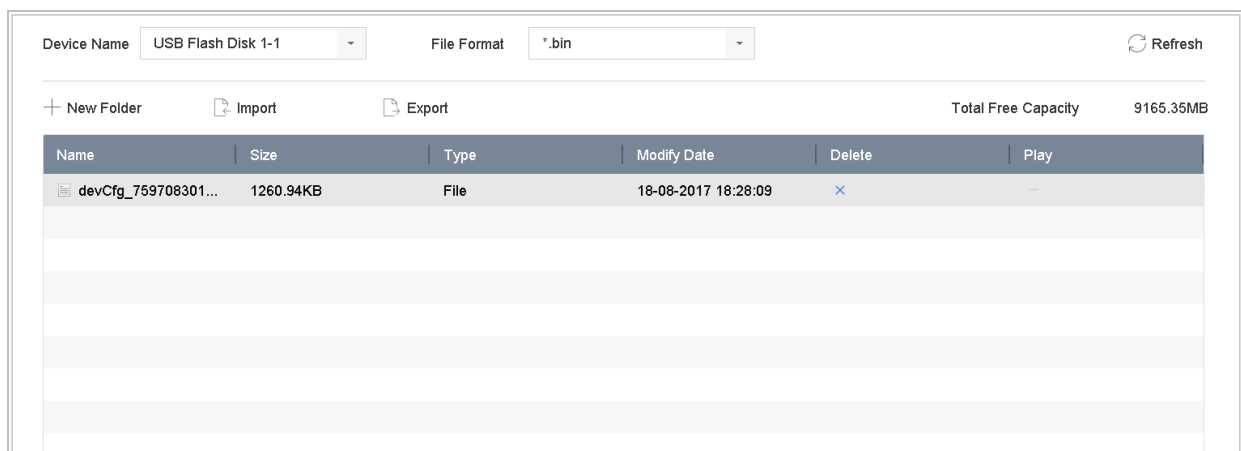 Device Name USB Flash Disk 1-1 File Format *.bin Refresh
New Folder Import Export Total Free Capacity 9165.35MB
Name Size Type Modify Date Delete Play
devCfg_759708301... 1260.94KB File 18-08-2017 18:28:09